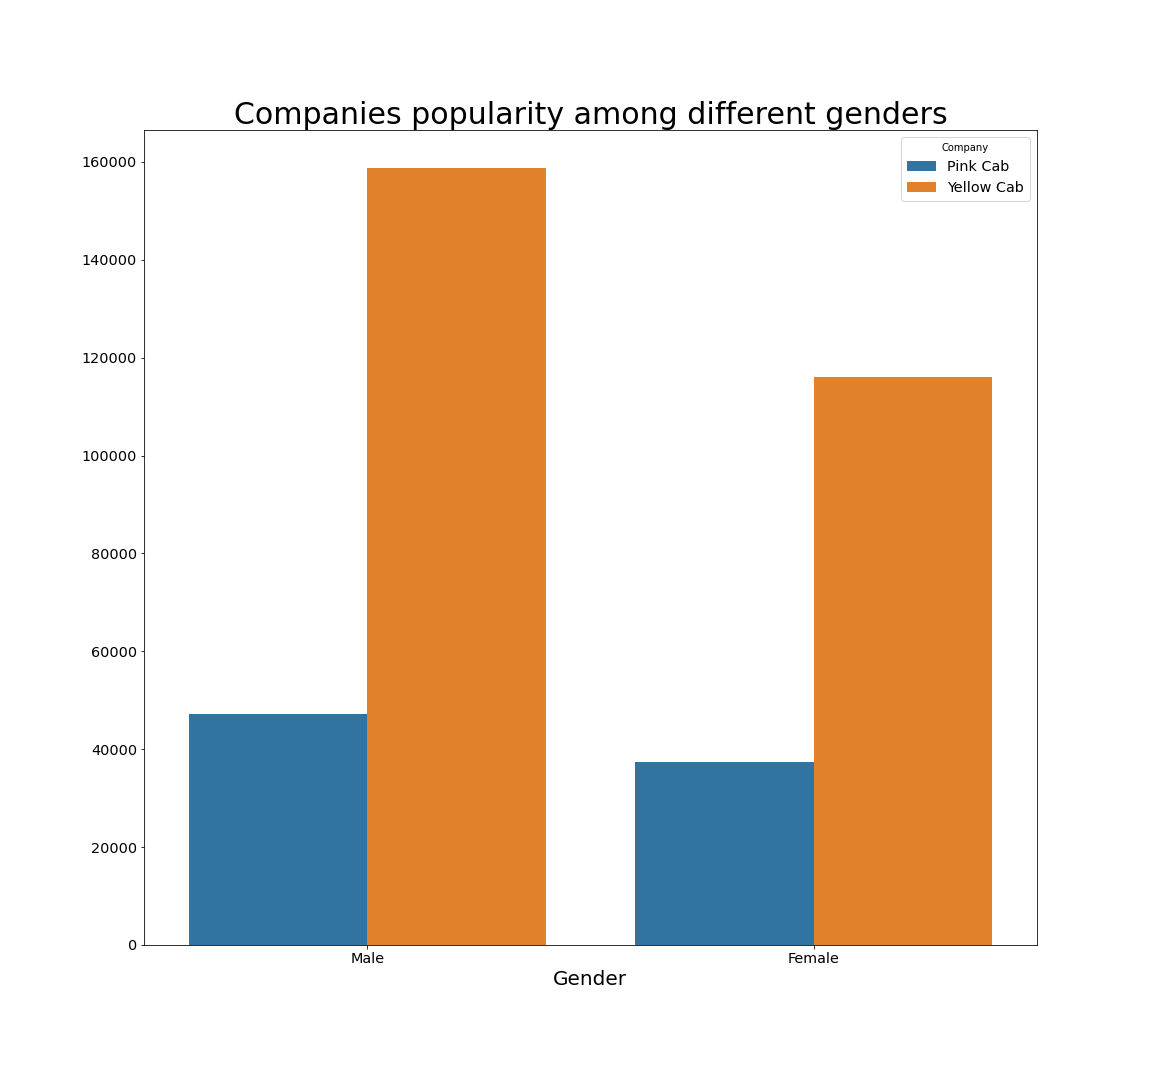 Companies popularity among different genders
Company
Pink Cab
Yellow Cab
160000
140000
120000
100000
80000
60000
40000
20000
0
Male
Female
Gender